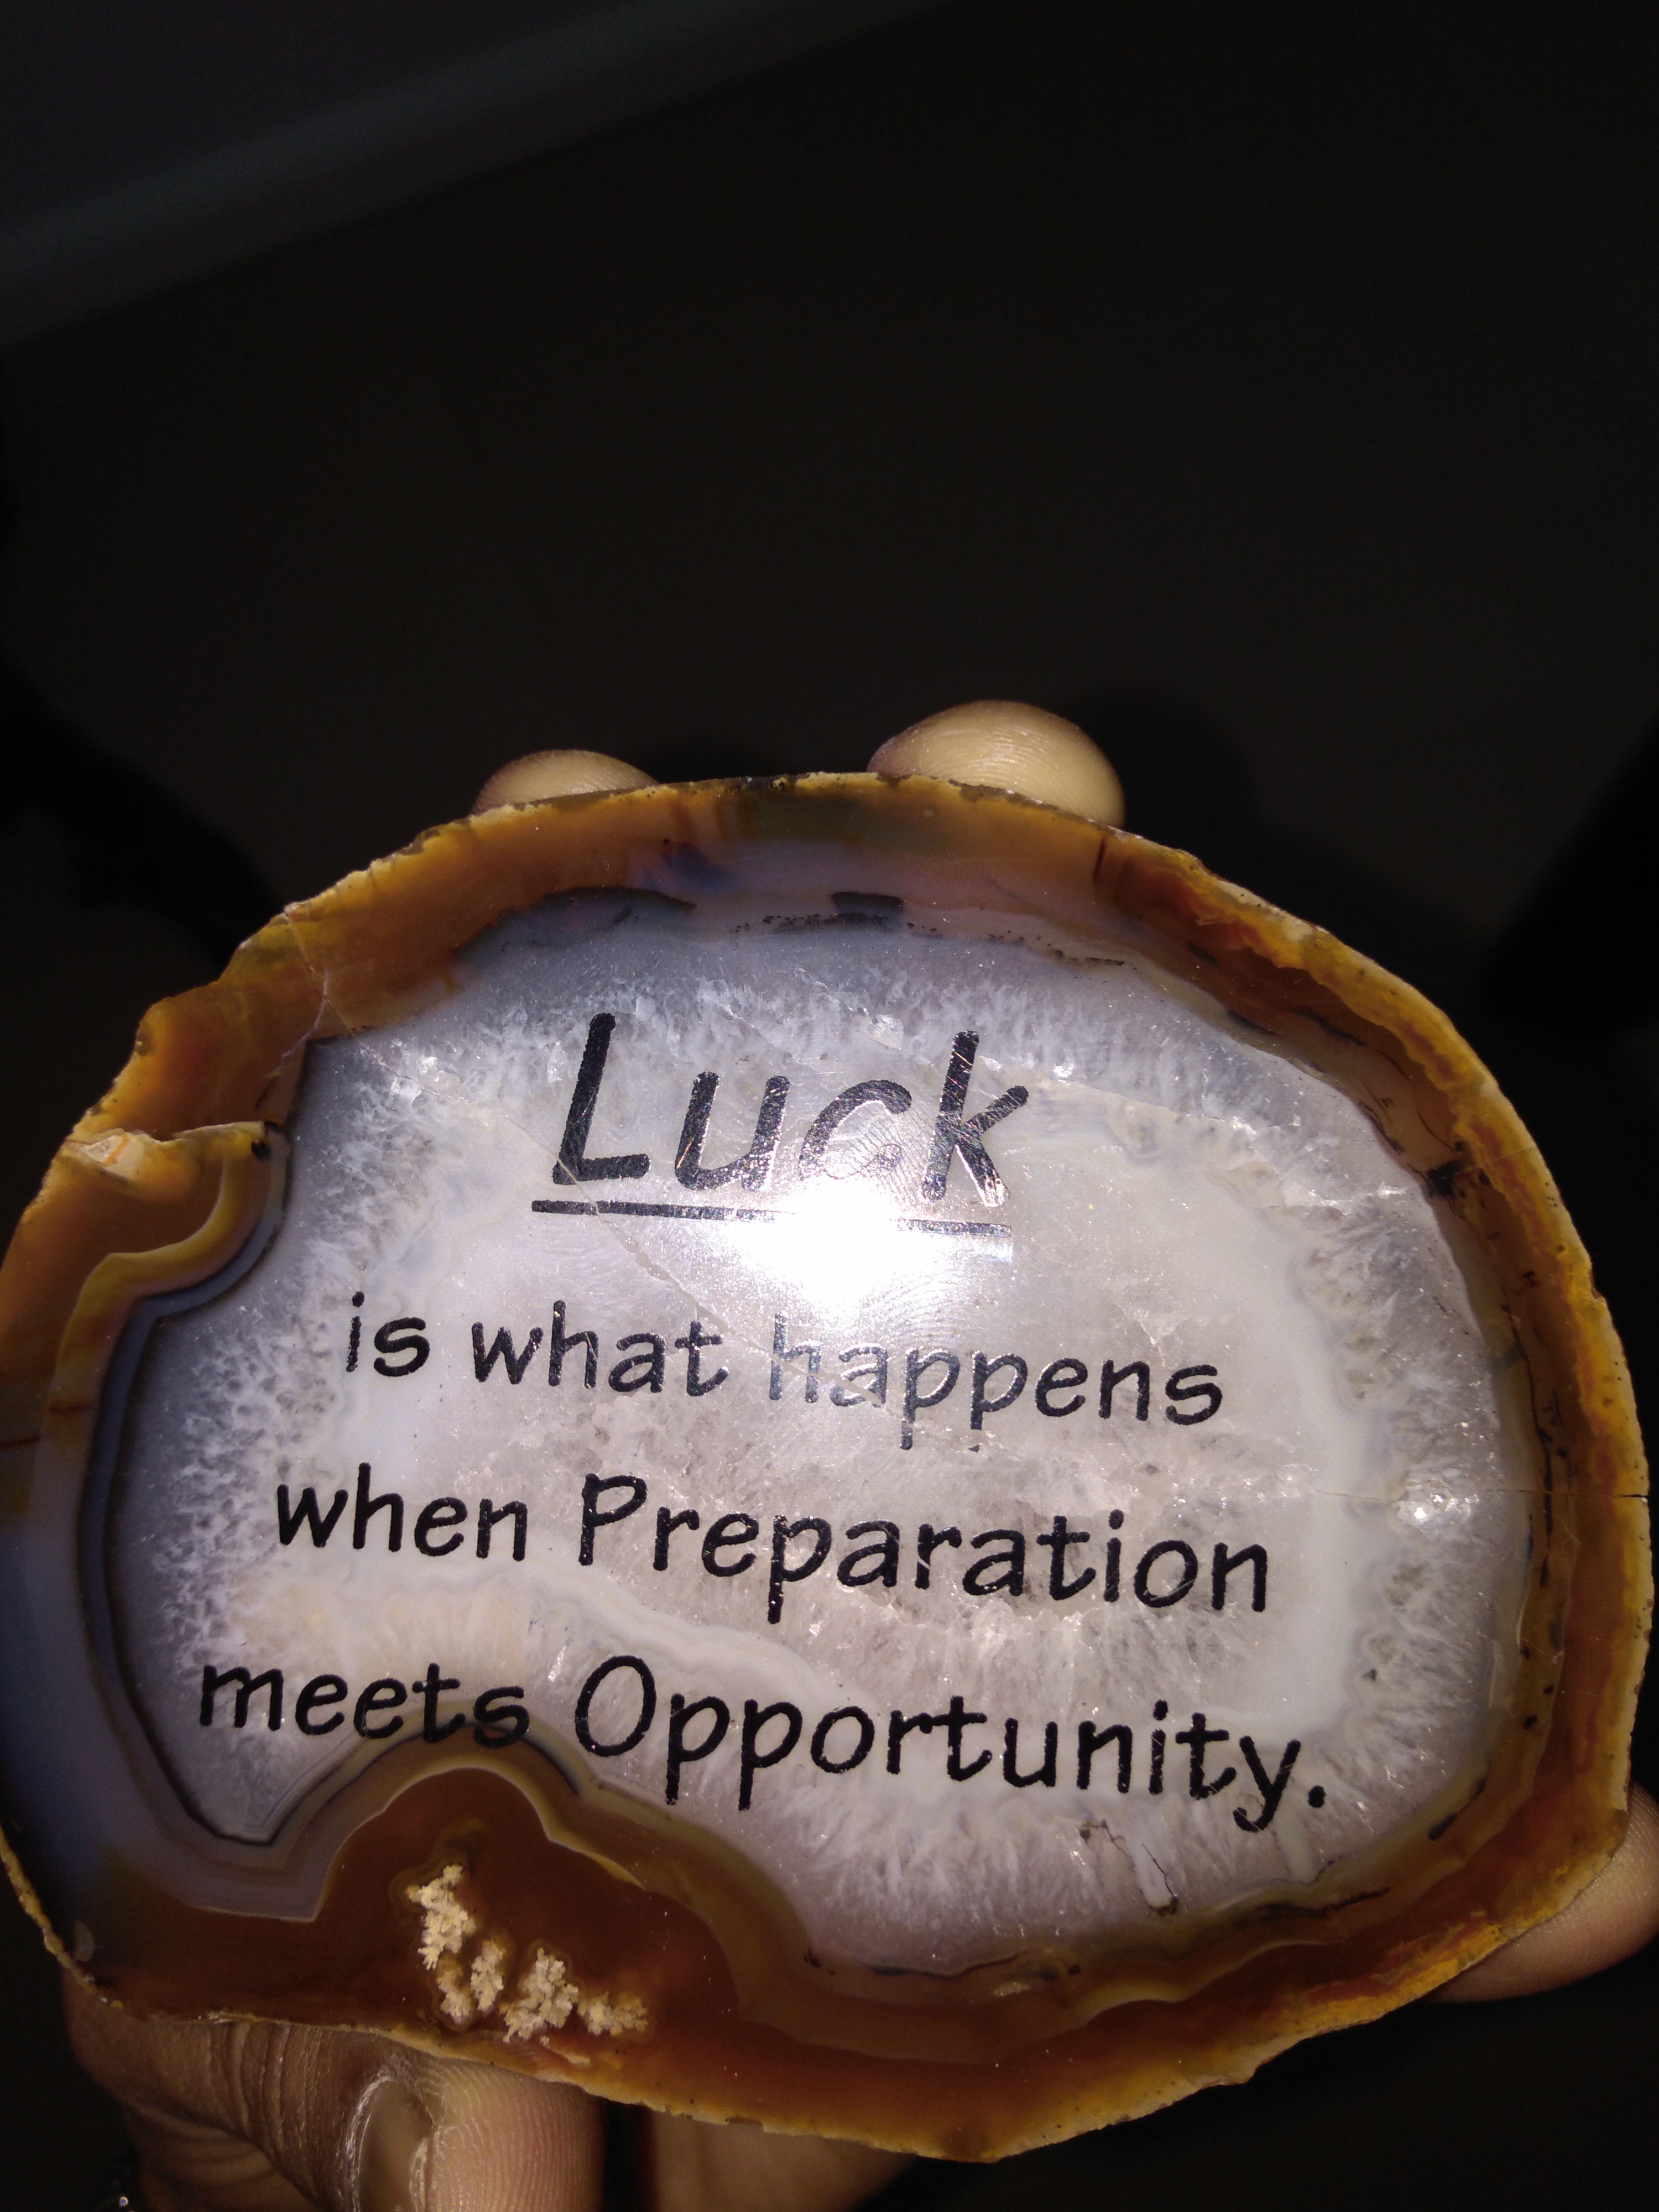 Luck
is what happens
when Preparation
meets Opportunity.